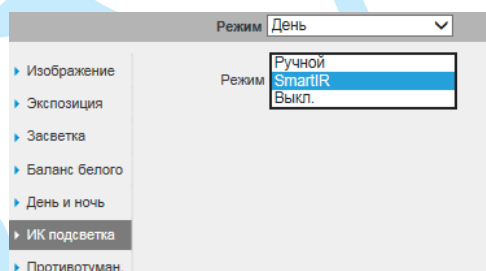 Режим День
Изображение
Экспозиция
Засветка
Баланс белого
День и ночь
ИК подсветка
Противотуман.
Режим
Ручной
SmartIR
Выкл.